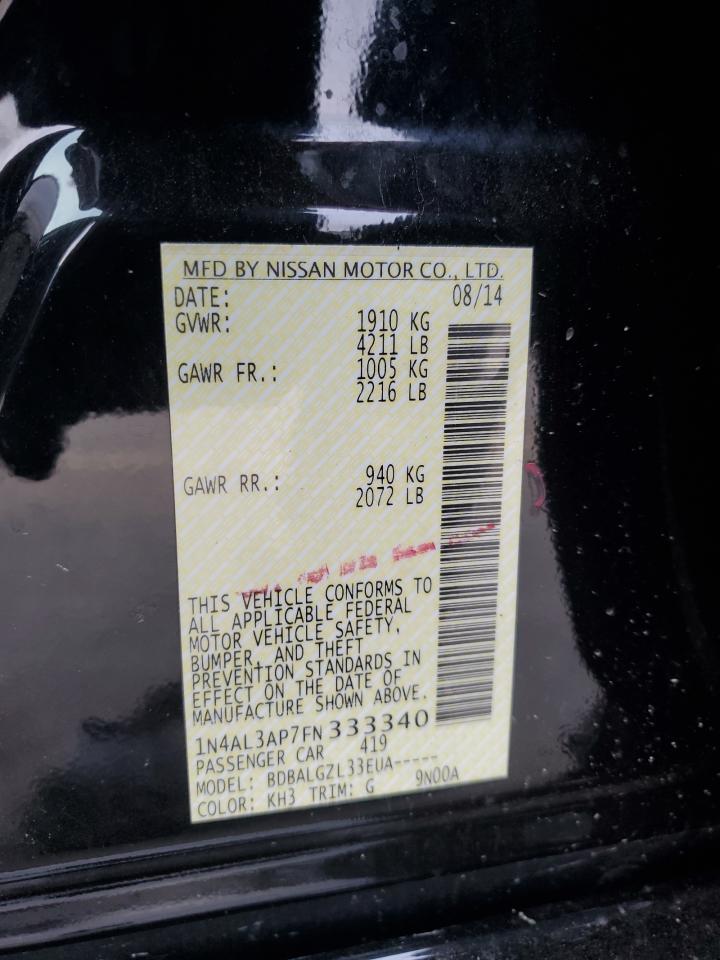 MFD BY NISSAN MOTOR CO., LTD.
DATE: 08/14
GVWR: 1910 KG
4211 LB
GAWR FR.: 1005 KG
2216 LB
GAWR RR.: 940 KG
2072 LB
THIS VEHICLE CONFORMS TO
ALL APPLICABLE FEDERAL
MOTOR VEHICLE SAFETY,
BUMPER, AND THEFT
PREVENTION STANDARDS IN
EFFECT ON THE DATE OF
MANUFACTURE SHOWN ABOVE.
1N4AL3AP7FN333340
PASSENGER CAR 419
MODEL: BDBALGZL33EUA-----
COLOR: KH3 TRIM: G 9N00A